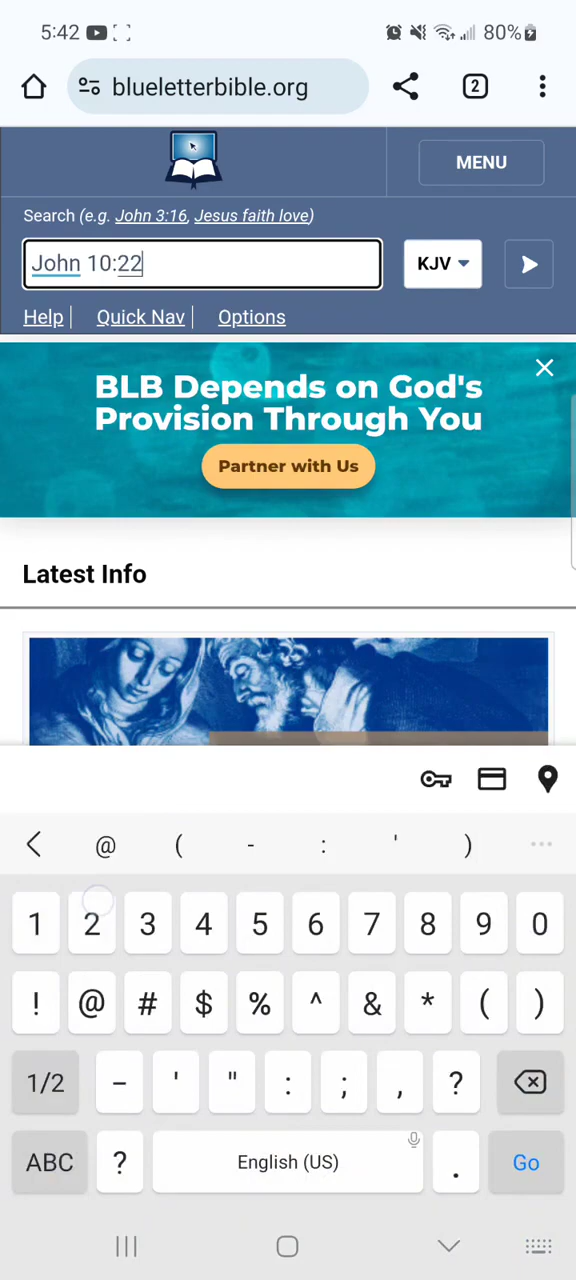 5:42 80%
blueletterbible.org 2
MENU
Search (e.g. John 3:16, Jesus faith love)
John 10:22 KJV
Help Quick Nav Options
BLB Depends on God's
Provision Through You
Partner with Us
Latest Info
@ ( - : ' )
1 2 3 4 5 6 7 8 9 0
! @ # $ % ^ & * ( )
1/2 - ' " : ; , ?
ABC ? English (US) . Go